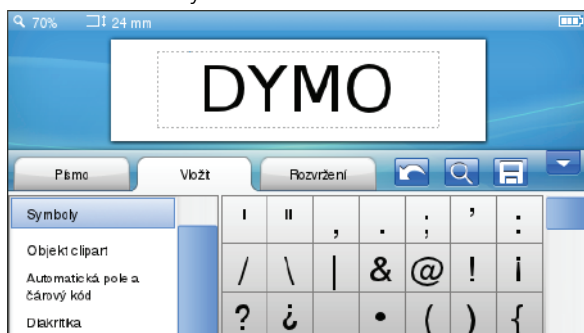 70% 24 mm
DYMO
Písmo Vložit Rozvržení
Symboly
Objekt clipart
Automatická pole a
čárový kód
Diakritika
' " , . ; ’ :
/ \ | & @ ! ¡
? ¿ • ( ) {